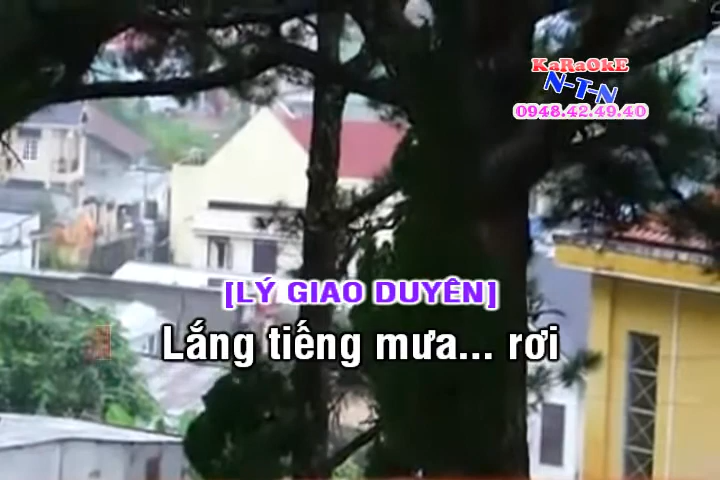 KaRaOkE
N-T-N
0948.42.49.40
[LÝ GIAO DUYÊN]
Lắng tiếng mưa... rơi